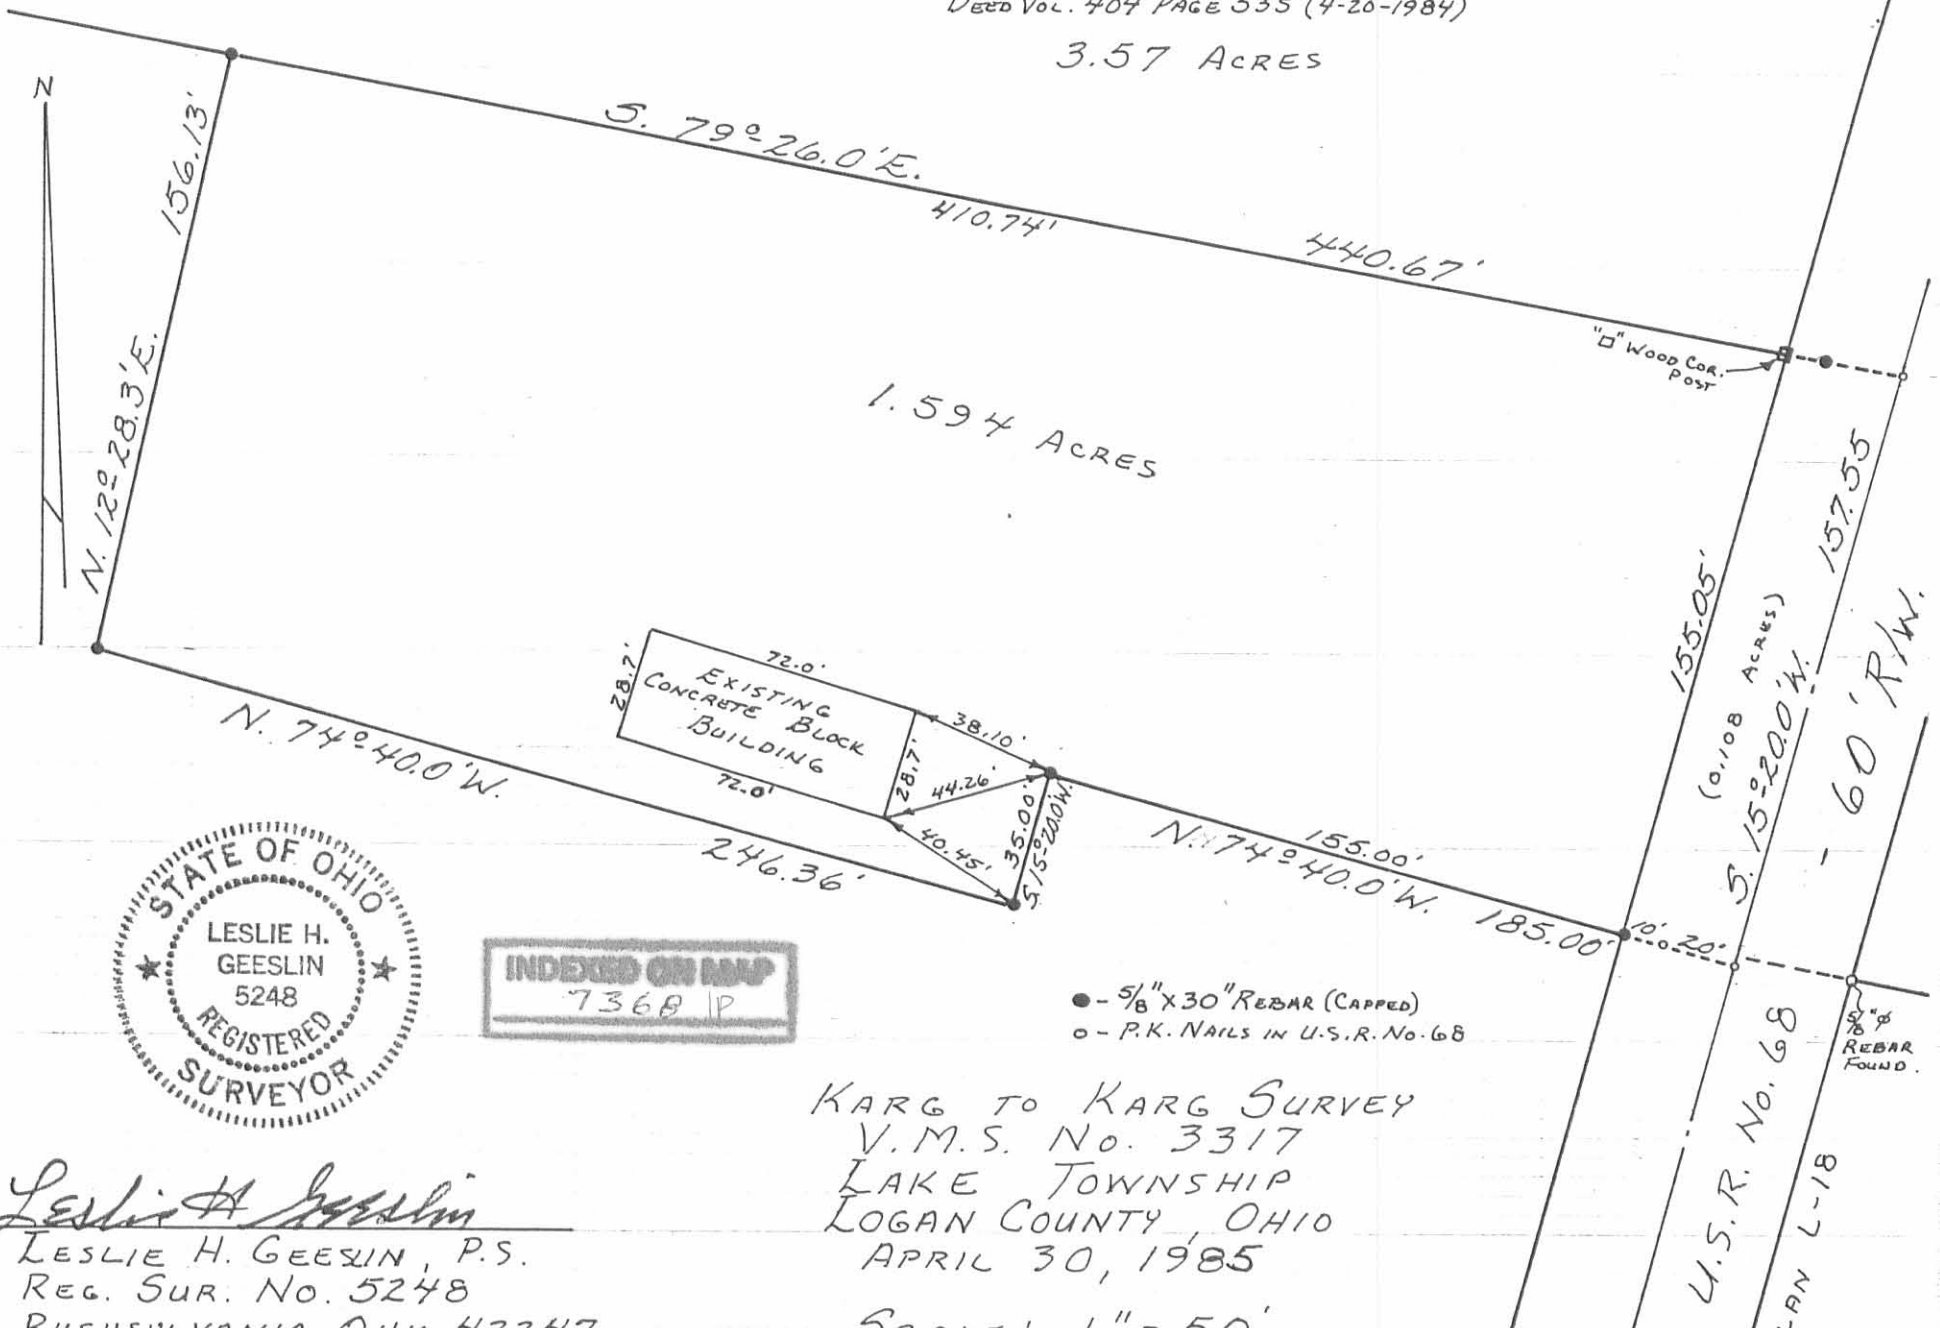 DEED VOL. 404 PAGE 535 (4-20-1984)
3.57 ACRES
N
156.13'
N. 12°-28.3'E.
S. 79°-26.0'E.
410.74'
440.67'
"□" WOOD COR.
POST
1.594 ACRES
155.05'
(0.108 ACRES)
S. 15°-20.0'W.
157.55
- 60' R/W.
72.0'
28.7'
EXISTING
CONCRETE BLOCK
BUILDING
72.0'
28.7'
38.10'
44.26'
40.45'
35.00'
S.15°20.0W.
N. 74°-40.0'W.
246.36'
N. 74°-40.0'W.
155.00'
185.00'
10'
20'
5/8"φ
REBAR
FOUND.
STATE OF OHIO
LESLIE H.
GEESLIN
5248
REGISTERED
SURVEYOR
INDEXED ON MAP
7368 IP
● - 5/8"X30" REBAR (CAPPED)
o - P.K. NAILS IN U.S.R. No. 68
KARG TO KARG SURVEY
V.M.S. No. 3317
LAKE TOWNSHIP
LOGAN COUNTY, OHIO
APRIL 30, 1985
SCALE: 1" = 50'
Leslie H Geeslin
LESLIE H. GEESLIN, P.S.
REG. SUR. No. 5248
U.S.R. No. 68
L-18